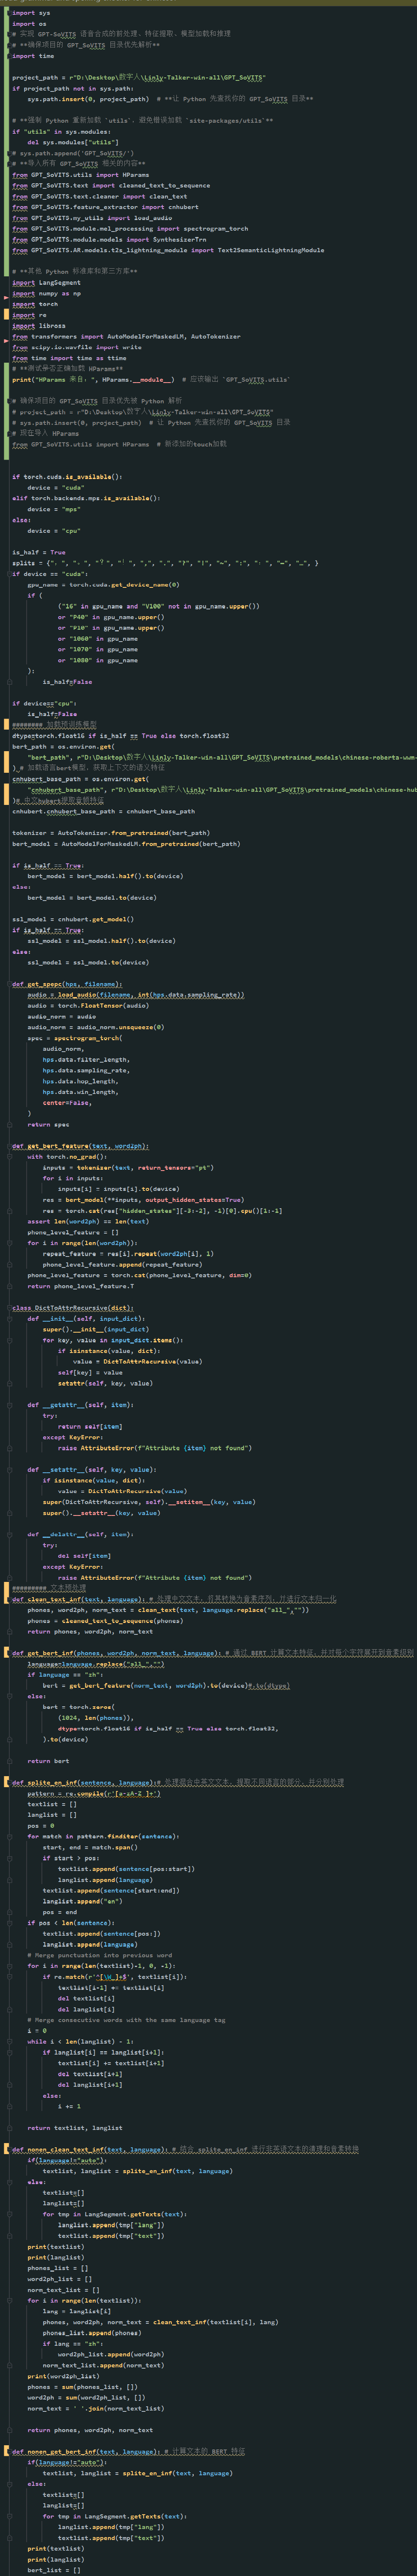 import sys
import os
# 实现 GPT-SoVITS 语音合成的前处理、特征提取、模型加载和推理
# **确保项目的 GPT_SoVITS 目录优先解析**
import time
project_path = r"D:\Desktop\数字人\Linly-Talker-win-all\GPT_SoVITS"
if project_path not in sys.path:
    sys.path.insert(0, project_path)  # **让 Python 先查找你的 GPT_SoVITS 目录**
# **强制 Python 重新加载 `utils`，避免错误加载 `site-packages/utils`**
if "utils" in sys.modules:
    del sys.modules["utils"]
# sys.path.append('GPT_SoVITS/')
# **导入所有 GPT_SoVITS 相关的内容**
from GPT_SoVITS.utils import HParams
from GPT_SoVITS.text import cleaned_text_to_sequence
from GPT_SoVITS.text.cleaner import clean_text
from GPT_SoVITS.feature_extractor import cnhubert
from GPT_SoVITS.my_utils import load_audio
from GPT_SoVITS.module.mel_processing import spectrogram_torch
from GPT_SoVITS.module.models import SynthesizerTrn
from GPT_SoVITS.AR.models.t2s_lightning_module import Text2SemanticLightningModule
# **其他 Python 标准库和第三方库**
import LangSegment
import numpy as np
import torch
import re
import librosa
from transformers import AutoModelForMaskedLM, AutoTokenizer
from scipy.io.wavfile import write
from time import time as ttime
# **测试是否正确加载 HParams**
print("HParams 来自：", HParams.__module__)  # 应该输出 `GPT_SoVITS.utils`
# 确保项目的 GPT_SoVITS 目录优先被 Python 解析
# project_path = r"D:\Desktop\数字人\Linly-Talker-win-all\GPT_SoVITS"
# sys.path.insert(0, project_path)  # 让 Python 先查找你的 GPT_SoVITS 目录
# 现在导入 HParams
from GPT_SoVITS.utils import HParams  # 新添加的touch加载
if torch.cuda.is_available():
    device = "cuda"
elif torch.backends.mps.is_available():
    device = "mps"
else:
    device = "cpu"
is_half = True
splits = {"，", "。", "？", "！", ",", ".", "?", "!", "~", ":", "：", "—", "…", }
if device == "cuda":
    gpu_name = torch.cuda.get_device_name(0)
    if (
            ("16" in gpu_name and "V100" not in gpu_name.upper())
            or "P40" in gpu_name.upper()
            or "P10" in gpu_name.upper()
            or "1060" in gpu_name
            or "1070" in gpu_name
            or "1080" in gpu_name
    ):
        is_half=False
if device=="cpu":
    is_half=False
######## 加载预训练模型
dtype=torch.float16 if is_half == True else torch.float32
bert_path = os.environ.get(
    "bert_path", r"D:\Desktop\数字人\Linly-Talker-win-all\GPT_SoVITS\pretrained_models\chinese-roberta-wwm-
) # 加载语言bert模型，获取上下文的语义特征
cnhubert_base_path = os.environ.get(
    "cnhubert_base_path", r"D:\Desktop\数字人\Linly-Talker-win-all\GPT_SoVITS\pretrained_models\chinese-hub
)# 中文hubert提取音频特征
cnhubert.cnhubert_base_path = cnhubert_base_path
tokenizer = AutoTokenizer.from_pretrained(bert_path)
bert_model = AutoModelForMaskedLM.from_pretrained(bert_path)
if is_half == True:
    bert_model = bert_model.half().to(device)
else:
    bert_model = bert_model.to(device)
ssl_model = cnhubert.get_model()
if is_half == True:
    ssl_model = ssl_model.half().to(device)
else:
    ssl_model = ssl_model.to(device)
def get_spepc(hps, filename):
    audio = load_audio(filename, int(hps.data.sampling_rate))
    audio = torch.FloatTensor(audio)
    audio_norm = audio
    audio_norm = audio_norm.unsqueeze(0)
    spec = spectrogram_torch(
        audio_norm,
        hps.data.filter_length,
        hps.data.sampling_rate,
        hps.data.hop_length,
        hps.data.win_length,
        center=False,
    )
    return spec
def get_bert_feature(text, word2ph):
    with torch.no_grad():
        inputs = tokenizer(text, return_tensors="pt")
        for i in inputs:
            inputs[i] = inputs[i].to(device)
        res = bert_model(**inputs, output_hidden_states=True)
        res = torch.cat(res["hidden_states"][-3:-2], -1)[0].cpu()[1:-1]
    assert len(word2ph) == len(text)
    phone_level_feature = []
    for i in range(len(word2ph)):
        repeat_feature = res[i].repeat(word2ph[i], 1)
        phone_level_feature.append(repeat_feature)
    phone_level_feature = torch.cat(phone_level_feature, dim=0)
    return phone_level_feature.T
class DictToAttrRecursive(dict):
    def __init__(self, input_dict):
        super().__init__(input_dict)
        for key, value in input_dict.items():
            if isinstance(value, dict):
                value = DictToAttrRecursive(value)
            self[key] = value
            setattr(self, key, value)
    def __getattr__(self, item):
        try:
            return self[item]
        except KeyError:
            raise AttributeError(f"Attribute {item} not found")
    def __setattr__(self, key, value):
        if isinstance(value, dict):
            value = DictToAttrRecursive(value)
        super(DictToAttrRecursive, self).__setitem__(key, value)
        super().__setattr__(key, value)
    def __delattr__(self, item):
        try:
            del self[item]
        except KeyError:
            raise AttributeError(f"Attribute {item} not found")
######### 文本预处理
def clean_text_inf(text, language): # 处理中文文本，将其转换为音素序列，并进行文本归一化
    phones, word2ph, norm_text = clean_text(text, language.replace("all_",""))
    phones = cleaned_text_to_sequence(phones)
    return phones, word2ph, norm_text
def get_bert_inf(phones, word2ph, norm_text, language): # 通过 BERT 计算文本特征，并对每个字符展开到音素级别
    language=language.replace("all_","")
    if language == "zh":
        bert = get_bert_feature(norm_text, word2ph).to(device)#.to(dtype)
    else:
        bert = torch.zeros(
            (1024, len(phones)),
            dtype=torch.float16 if is_half == True else torch.float32,
        ).to(device)
    return bert
def splite_en_inf(sentence, language):# 处理混合中英文文本，提取不同语言的部分，并分别处理
    pattern = re.compile(r'[a-zA-Z ]+')
    textlist = []
    langlist = []
    pos = 0
    for match in pattern.finditer(sentence):
        start, end = match.span()
        if start > pos:
            textlist.append(sentence[pos:start])
            langlist.append(language)
        textlist.append(sentence[start:end])
        langlist.append("en")
        pos = end
    if pos < len(sentence):
        textlist.append(sentence[pos:])
        langlist.append(language)
    # Merge punctuation into previous word
    for i in range(len(textlist)-1, 0, -1):
        if re.match(r'^[\W_]+$', textlist[i]):
            textlist[i-1] += textlist[i]
            del textlist[i]
            del langlist[i]
    # Merge consecutive words with the same language tag
    i = 0
    while i < len(langlist) - 1:
        if langlist[i] == langlist[i+1]:
            textlist[i] += textlist[i+1]
            del textlist[i+1]
            del langlist[i+1]
        else:
            i += 1
    return textlist, langlist
def nonen_clean_text_inf(text, language): # 结合 splite_en_inf 进行非英语文本的清理和音素转换
    if(language!="auto"):
        textlist, langlist = splite_en_inf(text, language)
    else:
        textlist=[]
        langlist=[]
        for tmp in LangSegment.getTexts(text):
            langlist.append(tmp["lang"])
            textlist.append(tmp["text"])
    print(textlist)
    print(langlist)
    phones_list = []
    word2ph_list = []
    norm_text_list = []
    for i in range(len(textlist)):
        lang = langlist[i]
        phones, word2ph, norm_text = clean_text_inf(textlist[i], lang)
        phones_list.append(phones)
        if lang == "zh":
            word2ph_list.append(word2ph)
        norm_text_list.append(norm_text)
    print(word2ph_list)
    phones = sum(phones_list, [])
    word2ph = sum(word2ph_list, [])
    norm_text = ' '.join(norm_text_list)
    return phones, word2ph, norm_text
def nonen_get_bert_inf(text, language): # 计算文本的 BERT 特征
    if(language!="auto"):
        textlist, langlist = splite_en_inf(text, language)
    else:
        textlist=[]
        langlist=[]
        for tmp in LangSegment.getTexts(text):
            langlist.append(tmp["lang"])
            textlist.append(tmp["text"])
    print(textlist)
    print(langlist)
    bert_list = []